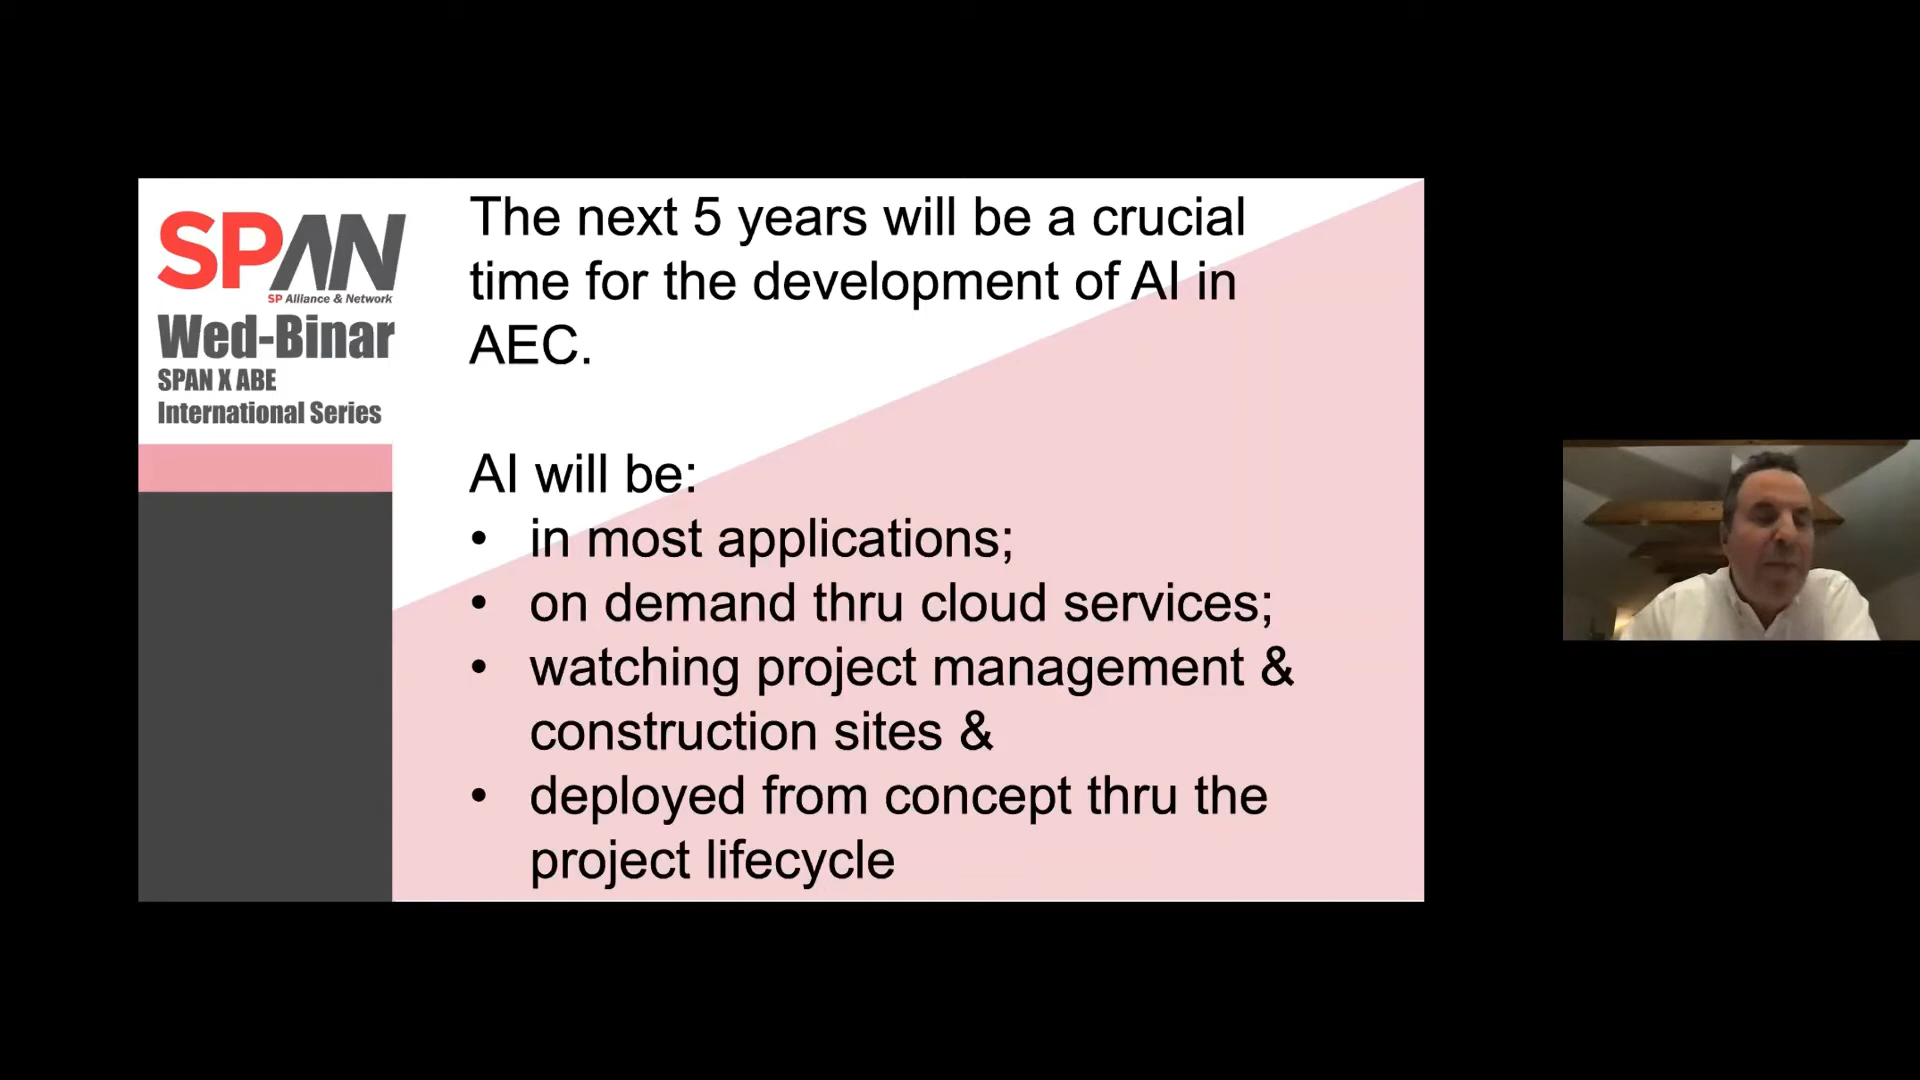 SPAN
SP Alliance & Network
Wed-Binar
SPAN X ABE
International Series
The next 5 years will be a crucial
time for the development of AI in
AEC.
AI will be:
• in most applications;
• on demand thru cloud services;
• watching project management &
construction sites &
• deployed from concept thru the
project lifecycle